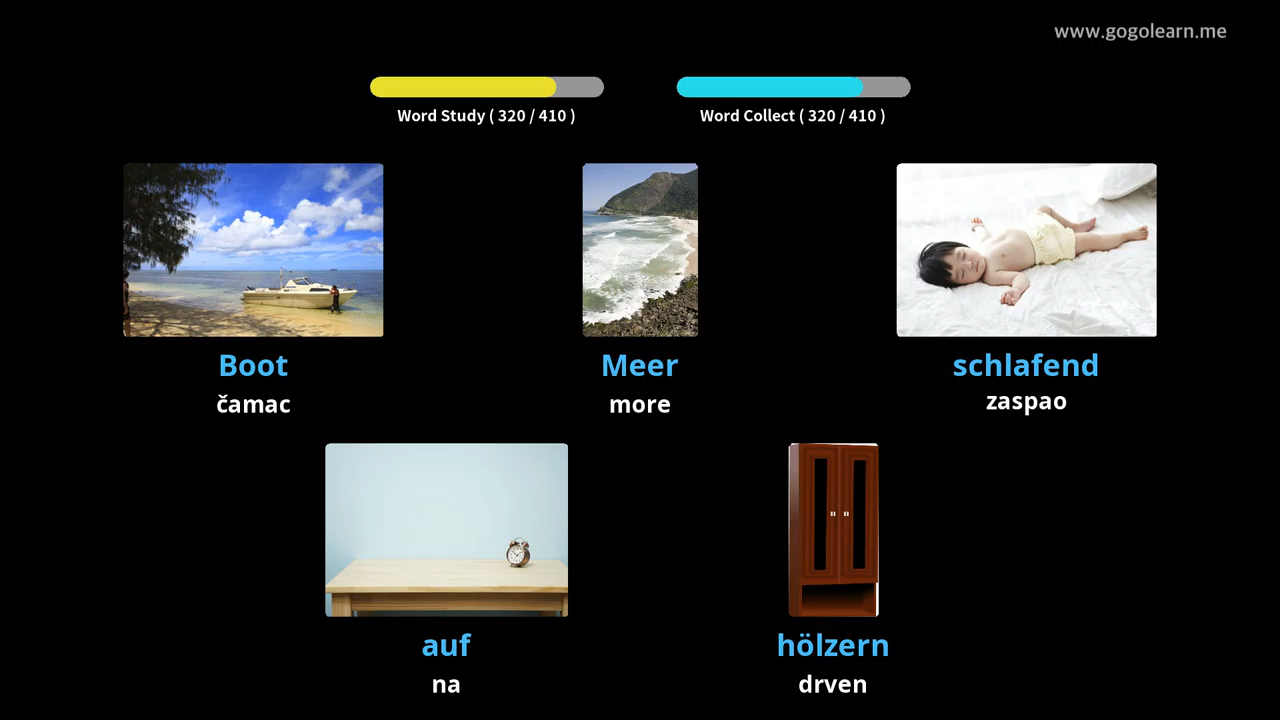 www.gogolearn.me
Word Study ( 320 / 410 )
Word Collect ( 320 / 410 )
Boot
čamac
Meer
more
schlafend
zaspao
auf
na
hölzern
drven